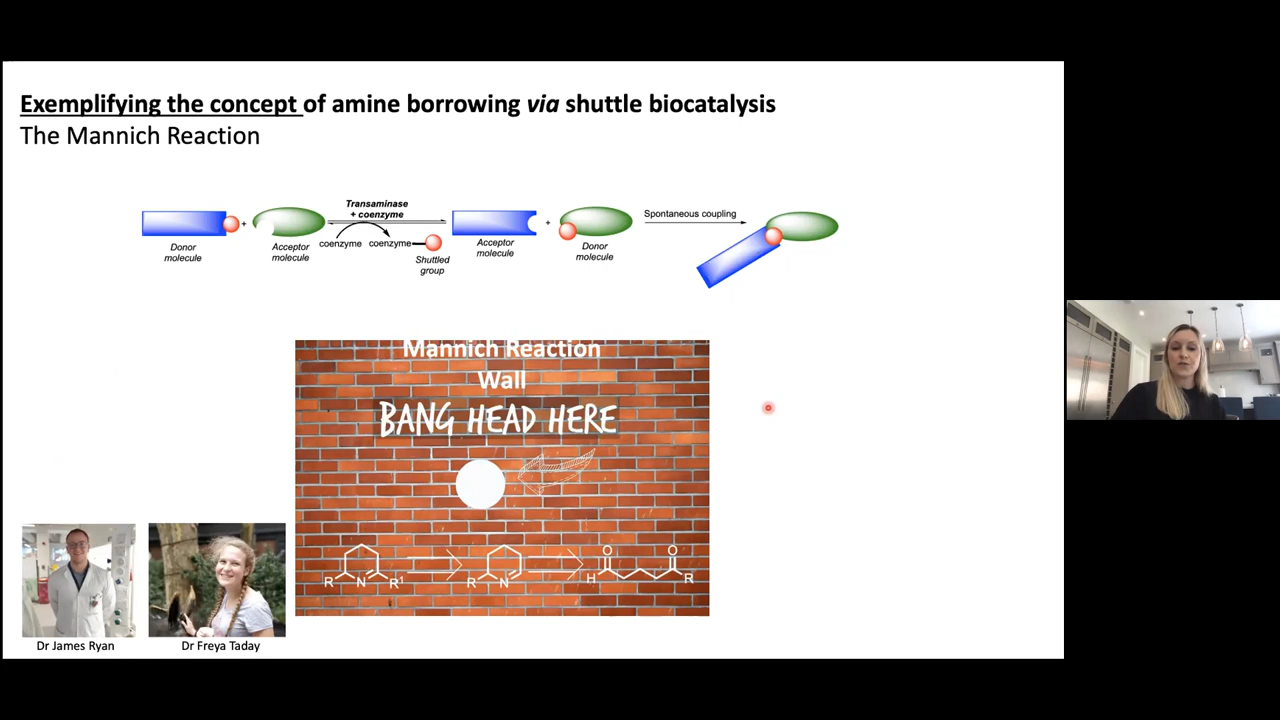 Exemplifying the concept of amine borrowing via shuttle biocatalysis
The Mannich Reaction
Transaminase
+ coenzyme
Spontaneous coupling
+
+
coenzyme
coenzyme
Donor
molecule
Acceptor
molecule
Shuttled
group
Acceptor
molecule
Donor
molecule
Mannich Reaction
Wall
BANG HEAD HERE
R
N
R¹
R
N
O
H
O
R
Dr James Ryan
Dr Freya Taday